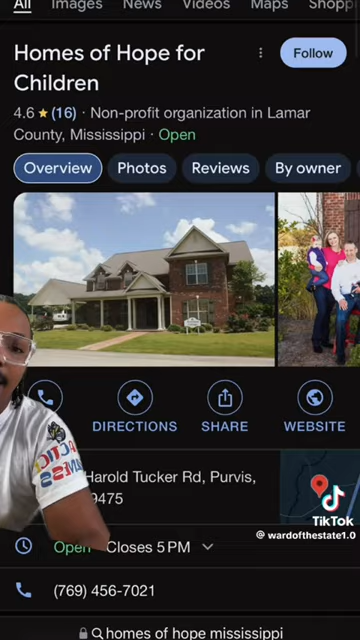 All Images News Videos Maps Shopp
Homes of Hope for
Children
Follow
4.6 ★ (16) · Non-profit organization in Lamar
County, Mississippi · Open
Overview Photos Reviews By owner
DIRECTIONS SHARE WEBSITE
Harold Tucker Rd, Purvis,
9475
TikTok
@ wardofthestate1.0
Open Closes 5 PM
(769) 456-7021
homes of hope mississippi